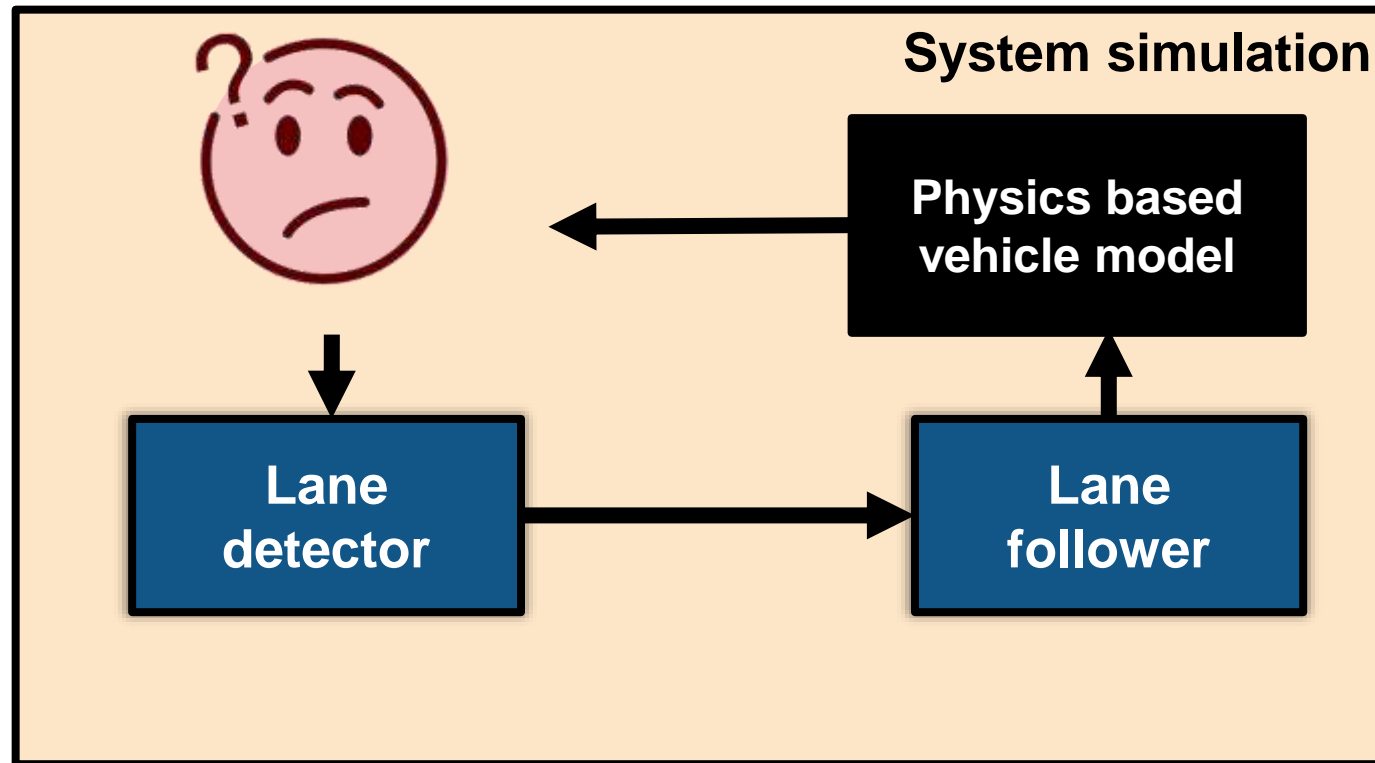 System simulation
Physics based
vehicle model
Lane
detector
Lane
follower